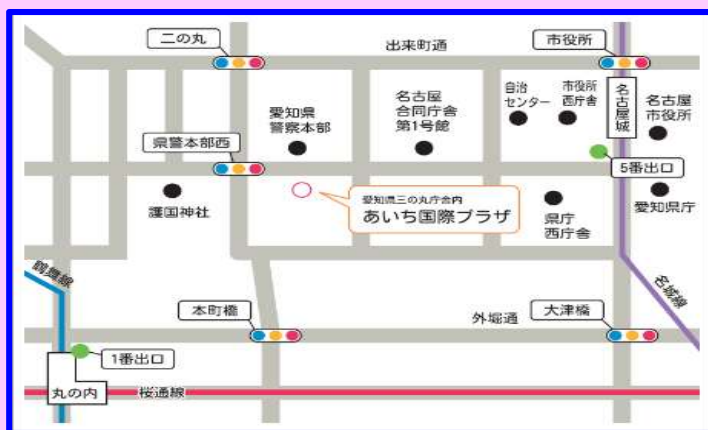 二の丸
出来町通
市役所
愛知県
警察本部
名古屋
合同庁舎
第1号館
自治
センター
市役所
西庁舎
名古屋城
名古屋
市役所
県警本部西
5番出口
護国神社
愛知県三の丸庁舎内
あいち国際プラザ
県庁
西庁舎
愛知県庁
鶴舞線
本町橋
外堀通
大津橋
名城線
1番出口
丸の内
桜通線